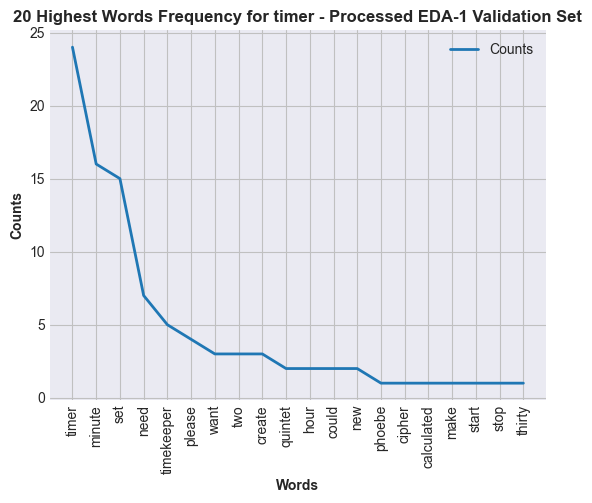 20 Highest Words Frequency for timer - Processed EDA-1 Validation Set
Counts
25
20
15
10
5
0
Counts
timer
minute
set
need
timekeeper
please
want
two
create
quintet
hour
could
new
phoebe
cipher
calculated
make
start
stop
thirty
Words